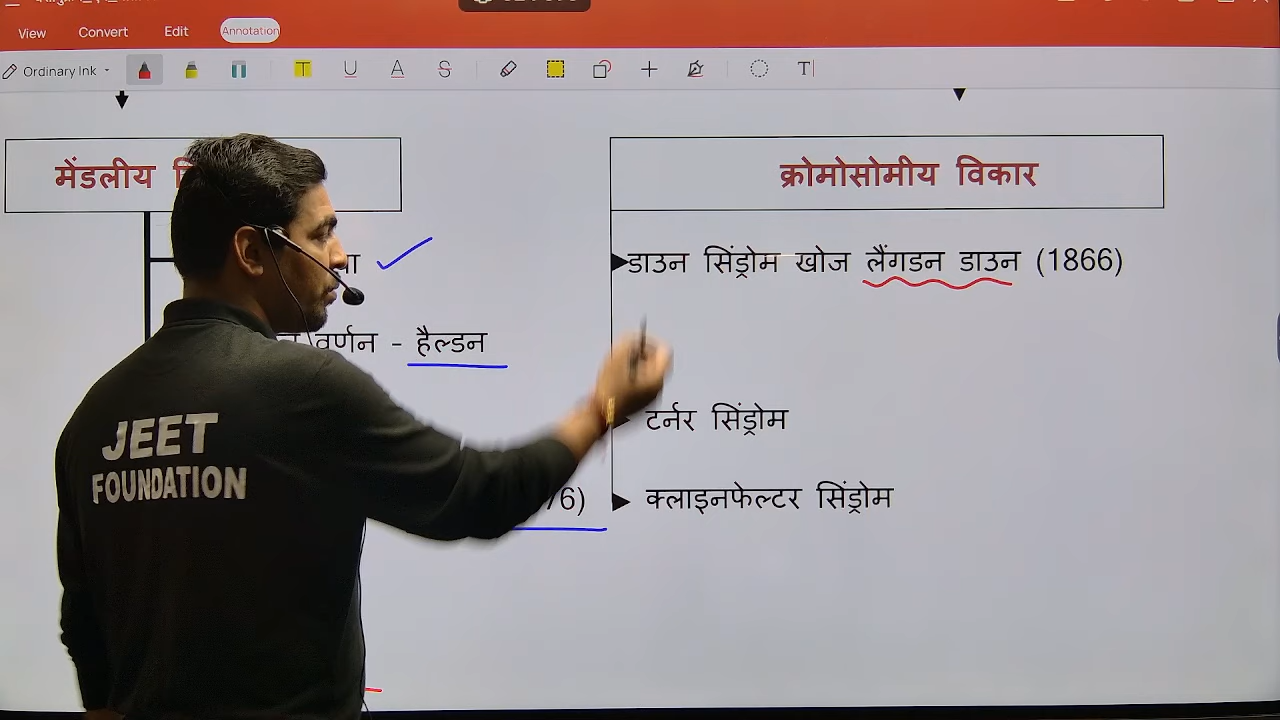 View Convert Edit Annotation
Ordinary Ink
मेंडलीय
क्रोमोसोमीय विकार
डाउन सिंड्रोम खोज लैंगडन डाउन (1866)
वर्णन - हैल्डन
टर्नर सिंड्रोम
क्लाइनफेल्टर सिंड्रोम
JEET
FOUNDATION